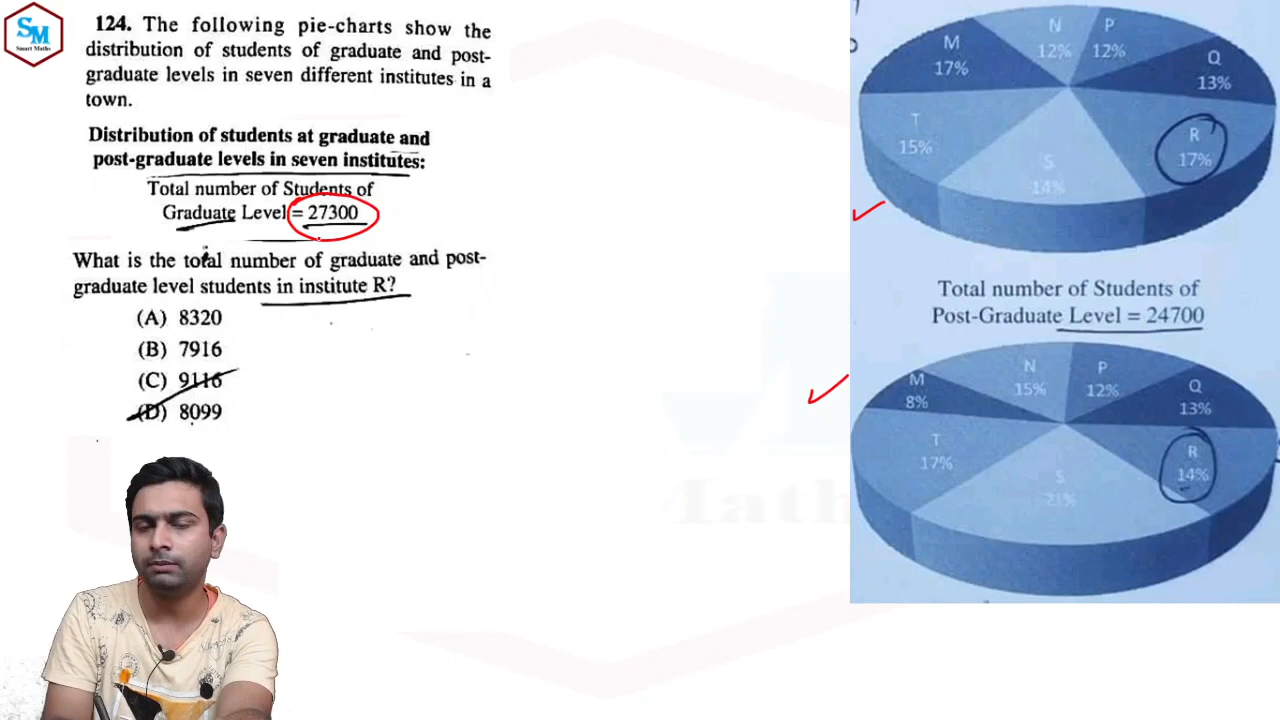 SM
Smart Maths
124. The following pie-charts show the
distribution of students of graduate and post-
graduate levels in seven different institutes in a
town.
Distribution of students at graduate and
post-graduate levels in seven institutes:
Total number of Students of
Graduate Level = 27300
What is the total number of graduate and post-
graduate level students in institute R?
(A) 8320
(B) 7916
(C) 9116
(D) 8099
N
12%
P
12%
Q
13%
R
17%
S
14%
T
15%
M
17%
Total number of Students of
Post-Graduate Level = 24700
N
15%
P
12%
Q
13%
R
14%
S
21%
T
17%
M
8%
Math